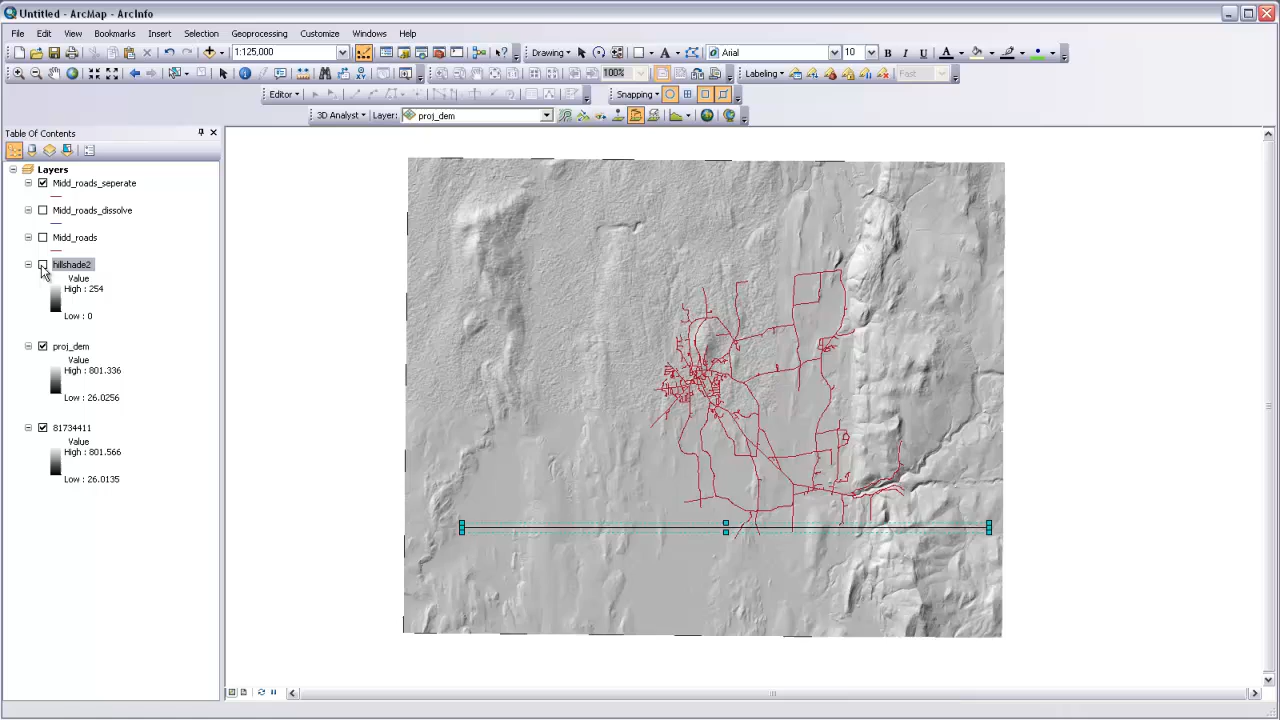 Untitled - ArcMap - ArcInfo
File Edit View Bookmarks Insert Selection Geoprocessing Customize Windows Help
1:125,000 Drawing Arial 10 B I U A
100% Labeling Fast
Editor Snapping
3D Analyst Layer: proj_dem
Table Of Contents
Layers
Midd_roads_seperate
Midd_roads_dissolve
Midd_roads
hillshade2
Value
High : 254
Low : 0
proj_dem
Value
High : 801.336
Low : 26.0256
81734411
Value
High : 801.566
Low : 26.0135